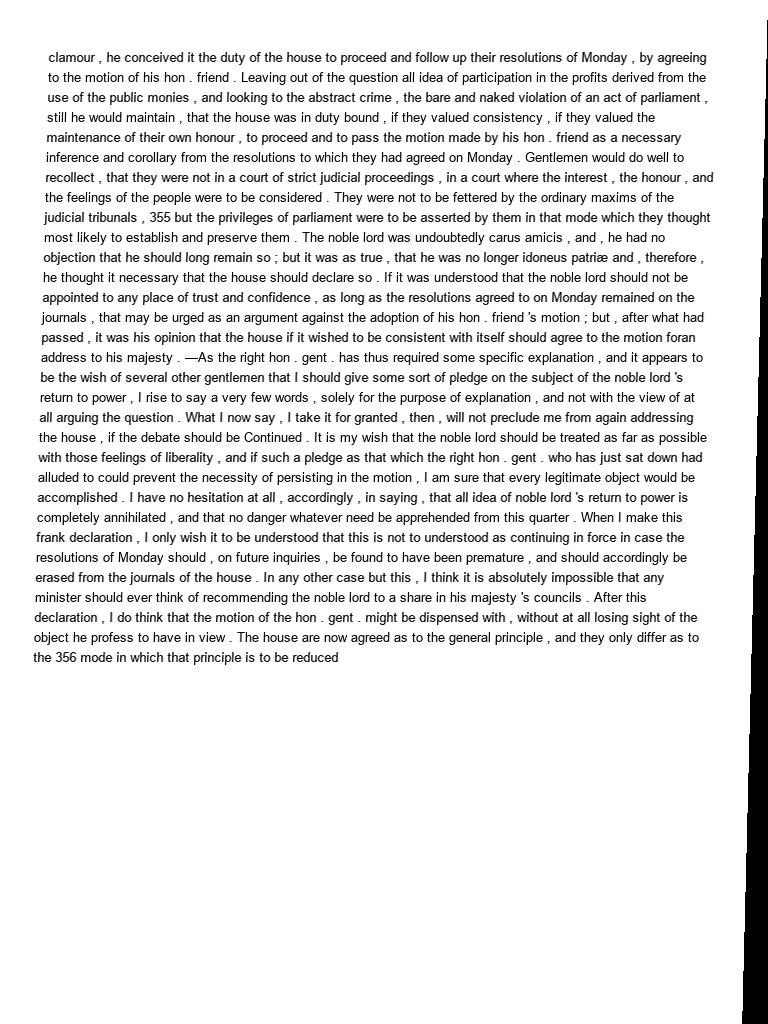 clamour , he conceived it the duty of the house to proceed and follow up their resolutions of Monday , by agreeing
to the motion of his hon . friend . Leaving out of the question all idea of participation in the profits derived from the
use of the public monies , and looking to the abstract crime , the bare and naked violation of an act of parliament ,
still he would maintain , that the house was in duty bound , if they valued consistency , if they valued the
maintenance of their own honour , to proceed and to pass the motion made by his hon . friend as a necessary
inference and corollary from the resolutions to which they had agreed on Monday . Gentlemen would do well to
recollect , that they were not in a court of strict judicial proceedings , in a court where the interest , the honour , and
the feelings of the people were to be considered . They were not to be fettered by the ordinary maxims of the
judicial tribunals , 355 but the privileges of parliament were to be asserted by them in that mode which they thought
most likely to establish and preserve them . The noble lord was undoubtedly carus amicis , and , he had no
objection that he should long remain so ; but it was as true , that he was no longer idoneus patriæ and , therefore ,
he thought it necessary that the house should declare so . If it was understood that the noble lord should not be
appointed to any place of trust and confidence , as long as the resolutions agreed to on Monday remained on the
journals , that may be urged as an argument against the adoption of his hon . friend 's motion ; but , after what had
passed , it was his opinion that the house if it wished to be consistent with itself should agree to the motion foran
address to his majesty . —As the right hon . gent . has thus required some specific explanation , and it appears to
be the wish of several other gentlemen that I should give some sort of pledge on the subject of the noble lord 's
return to power , I rise to say a very few words , solely for the purpose of explanation , and not with the view of at
all arguing the question . What I now say , I take it for granted , then , will not preclude me from again addressing
the house , if the debate should be Continued . It is my wish that the noble lord should be treated as far as possible
with those feelings of liberality , and if such a pledge as that which the right hon . gent . who has just sat down had
alluded to could prevent the necessity of persisting in the motion , I am sure that every legitimate object would be
accomplished . I have no hesitation at all , accordingly , in saying , that all idea of noble lord 's return to power is
completely annihilated , and that no danger whatever need be apprehended from this quarter . When I make this
frank declaration , I only wish it to be understood that this is not to understood as continuing in force in case the
resolutions of Monday should , on future inquiries , be found to have been premature , and should accordingly be
erased from the journals of the house . In any other case but this , I think it is absolutely impossible that any
minister should ever think of recommending the noble lord to a share in his majesty 's councils . After this
declaration , I do think that the motion of the hon . gent . might be dispensed with , without at all losing sight of the
object he profess to have in view . The house are now agreed as to the general principle , and they only differ as to
the 356 mode in which that principle is to be reduced